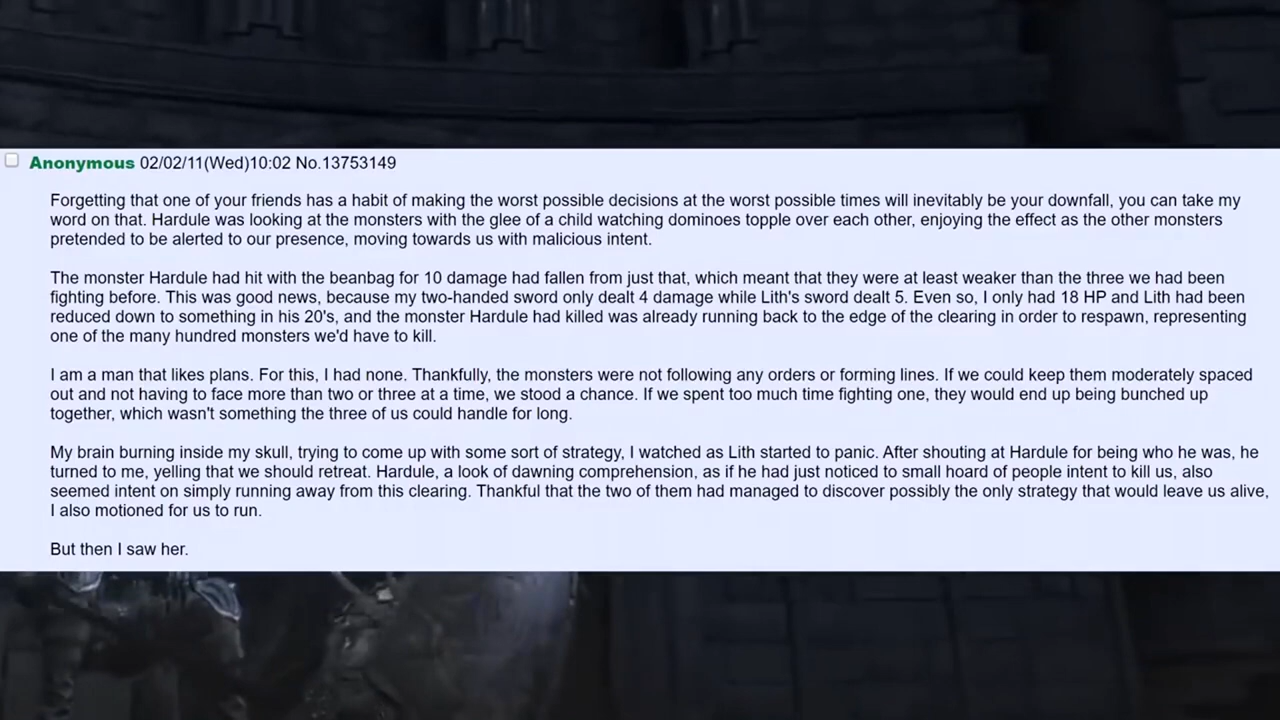 Anonymous 02/02/11(Wed)10:02 No.13753149
Forgetting that one of your friends has a habit of making the worst possible decisions at the worst possible times will inevitably be your downfall, you can take my
word on that. Hardule was looking at the monsters with the glee of a child watching dominoes topple over each other, enjoying the effect as the other monsters
pretended to be alerted to our presence, moving towards us with malicious intent.
The monster Hardule had hit with the beanbag for 10 damage had fallen from just that, which meant that they were at least weaker than the three we had been
fighting before. This was good news, because my two-handed sword only dealt 4 damage while Lith's sword dealt 5. Even so, I only had 18 HP and Lith had been
reduced down to something in his 20's, and the monster Hardule had killed was already running back to the edge of the clearing in order to respawn, representing
one of the many hundred monsters we'd have to kill.
I am a man that likes plans. For this, I had none. Thankfully, the monsters were not following any orders or forming lines. If we could keep them moderately spaced
out and not having to face more than two or three at a time, we stood a chance. If we spent too much time fighting one, they would end up being bunched up
together, which wasn't something the three of us could handle for long.
My brain burning inside my skull, trying to come up with some sort of strategy, I watched as Lith started to panic. After shouting at Hardule for being who he was, he
turned to me, yelling that we should retreat. Hardule, a look of dawning comprehension, as if he had just noticed to small hoard of people intent to kill us, also
seemed intent on simply running away from this clearing. Thankful that the two of them had managed to discover possibly the only strategy that would leave us alive,
I also motioned for us to run.
But then I saw her.